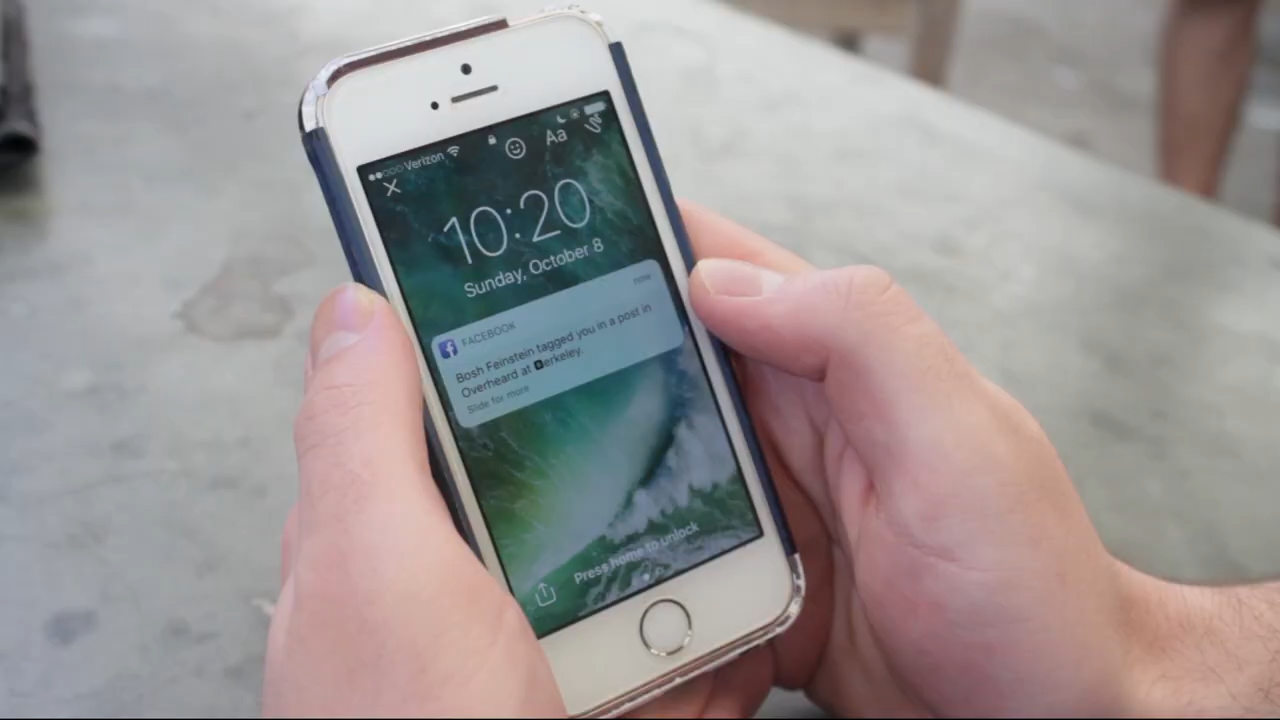 Verizon
Aa
10:20
Sunday, October 8
FACEBOOK
now
Bosh Feinstein tagged you in a post in
Overheard at Berkeley.
Slide for more
Press home to unlock